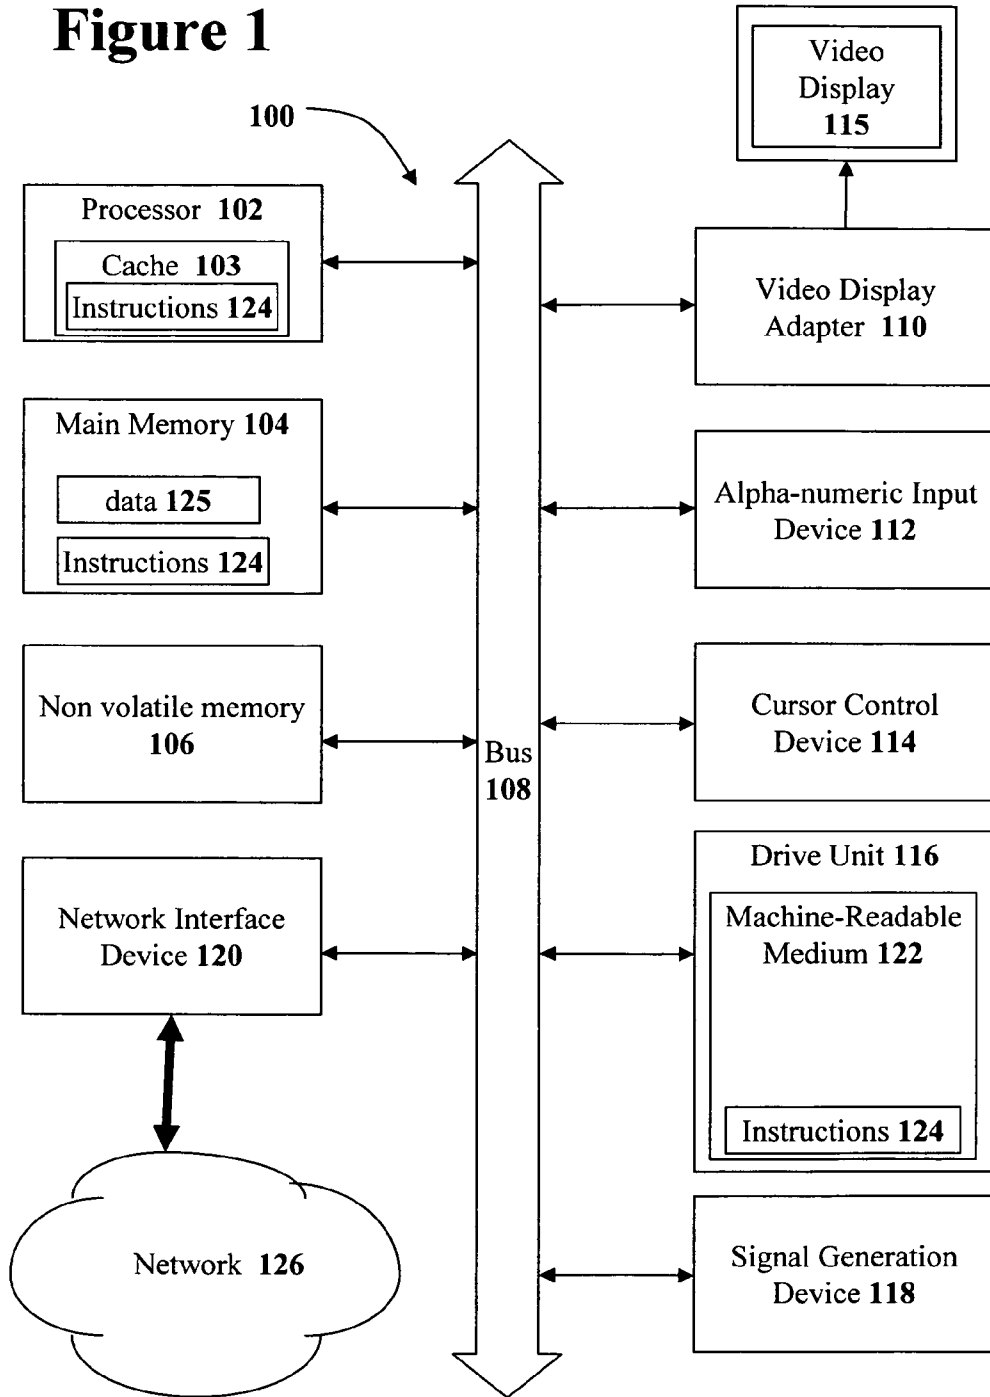 Figure 1
100
Video
Display
115
Processor 102
Cache 103
Instructions 124
Video Display
Adapter 110
Main Memory 104
data 125
Instructions 124
Alpha-numeric Input
Device 112
Non volatile memory
106
Bus
108
Cursor Control
Device 114
Network Interface
Device 120
Drive Unit 116
Machine-Readable
Medium 122
Instructions 124
Network 126
Signal Generation
Device 118